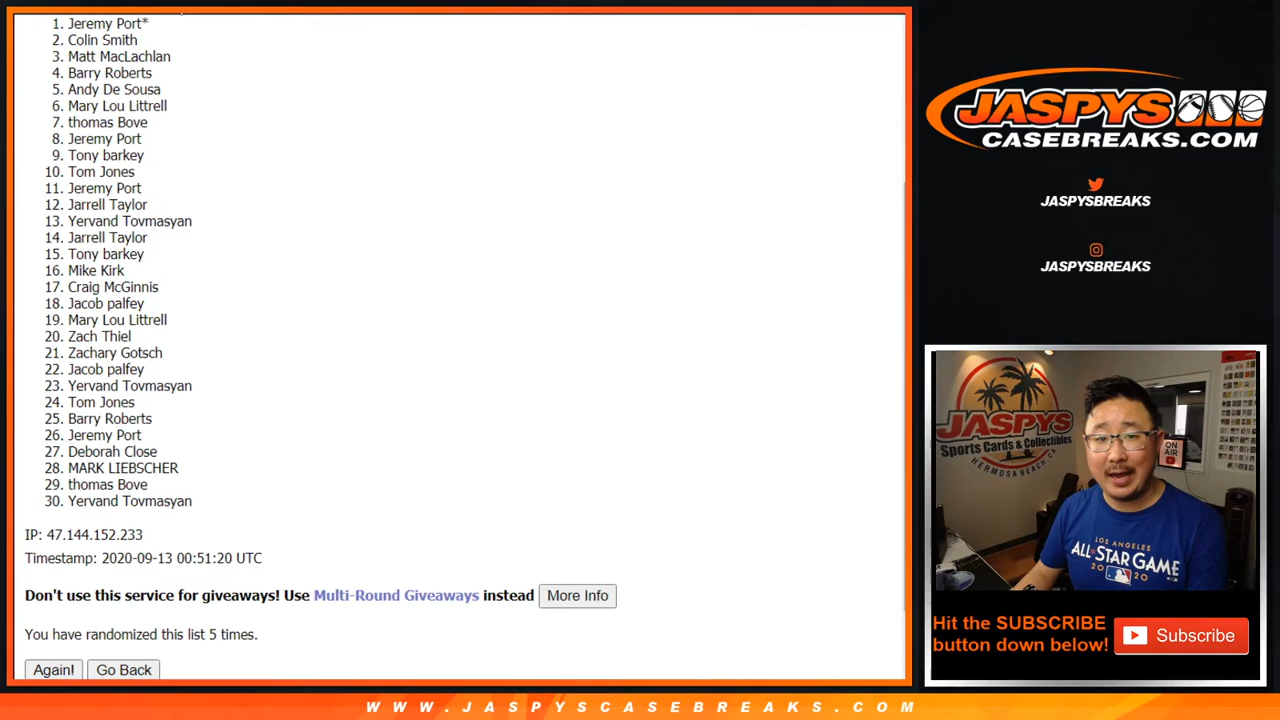 1. Jeremy Port*
2. Colin Smith
3. Matt MacLachlan
4. Barry Roberts
5. Andy De Sousa
6. Mary Lou Littrell
7. thomas Bove
8. Jeremy Port
9. Tony barkey
10. Tom Jones
11. Jeremy Port
12. Jarrell Taylor
13. Yervand Tovmasyan
14. Jarrell Taylor
15. Tony barkey
16. Mike Kirk
17. Craig McGinnis
18. Jacob palfey
19. Mary Lou Littrell
20. Zach Thiel
21. Zachary Gotsch
22. Jacob palfey
23. Yervand Tovmasyan
24. Tom Jones
25. Barry Roberts
26. Jeremy Port
27. Deborah Close
28. MARK LIEBSCHER
29. thomas Bove
30. Yervand Tovmasyan
IP: 47.144.152.233
Timestamp: 2020-09-13 00:51:20 UTC
Don't use this service for giveaways! Use Multi-Round Giveaways instead More Info
You have randomized this list 5 times.
Again! Go Back
JASPYS
CASEBREAKS.COM
JASPYSBREAKS
JASPYSBREAKS
JASPYS
Sports Cards & Collectibles
HERMOSA BEACH, CA
ON
AIR
LOS ANGELES
ALL★STAR GAME
2020
Hit the SUBSCRIBE
button down below!
Subscribe
WWW.JASPYSCASEBREAKS.COM